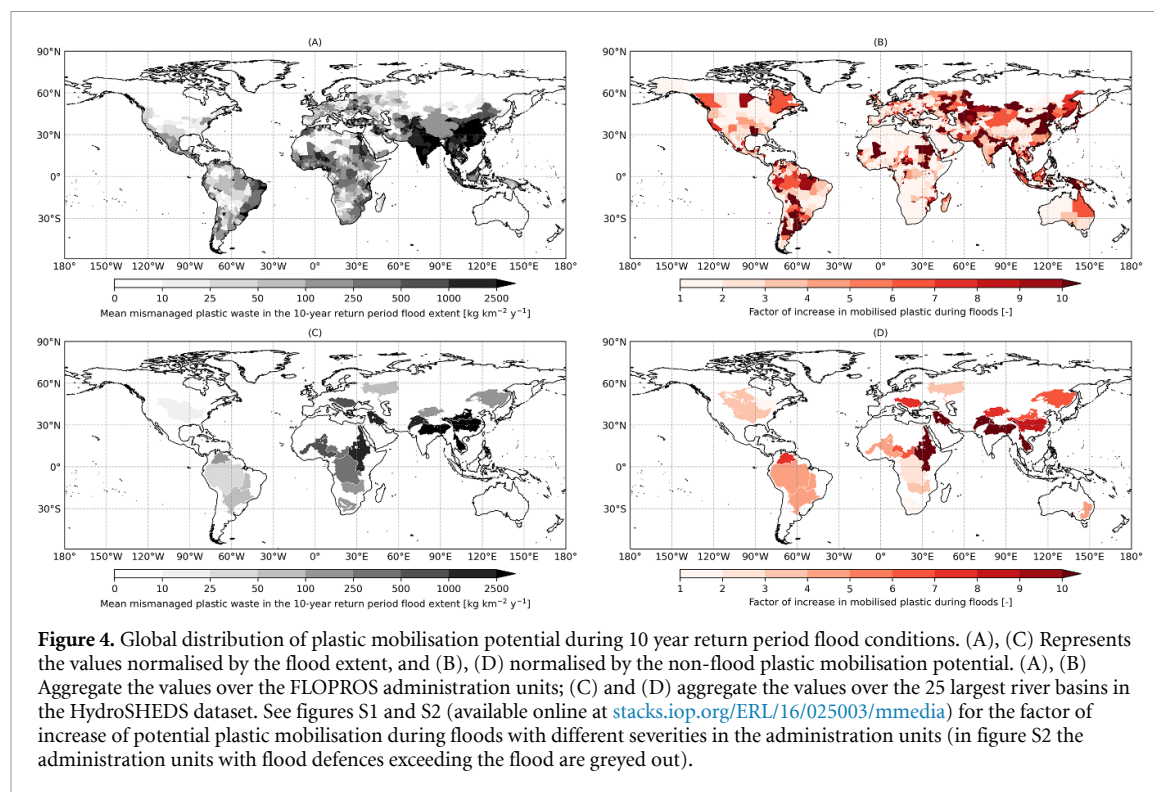 (A)
(B)
90°N
60°N
30°N
0°
30°S
180° 150°W 120°W 90°W 60°W 30°W 0° 30°E 60°E 90°E 120°E 150°E 180°
90°N
60°N
30°N
0°
30°S
180° 150°W 120°W 90°W 60°W 30°W 0° 30°E 60°E 90°E 120°E 150°E 180°
0 10 25 50 100 250 500 1000 2500
Mean mismanaged plastic waste in the 10-year return period flood extent [kg km⁻² y⁻¹]
1 2 3 4 5 6 7 8 9 10
Factor of increase in mobilised plastic during floods [-]
(C)
(D)
90°N
60°N
30°N
0°
30°S
180° 150°W 120°W 90°W 60°W 30°W 0° 30°E 60°E 90°E 120°E 150°E 180°
90°N
60°N
30°N
0°
30°S
180° 150°W 120°W 90°W 60°W 30°W 0° 30°E 60°E 90°E 120°E 150°E 180°
0 10 25 50 100 250 500 1000 2500
Mean mismanaged plastic waste in the 10-year return period flood extent [kg km⁻² y⁻¹]
1 2 3 4 5 6 7 8 9 10
Factor of increase in mobilised plastic during floods [-]
Figure 4. Global distribution of plastic mobilisation potential during 10 year return period flood conditions. (A), (C) Represents
the values normalised by the flood extent, and (B), (D) normalised by the non-flood plastic mobilisation potential. (A), (B)
Aggregate the values over the FLOPROS administration units; (C) and (D) aggregate the values over the 25 largest river basins in
the HydroSHEDS dataset. See figures S1 and S2 (available online at stacks.iop.org/ERL/16/025003/mmedia) for the factor of
increase of potential plastic mobilisation during floods with different severities in the administration units (in figure S2 the
administration units with flood defences exceeding the flood are greyed out).